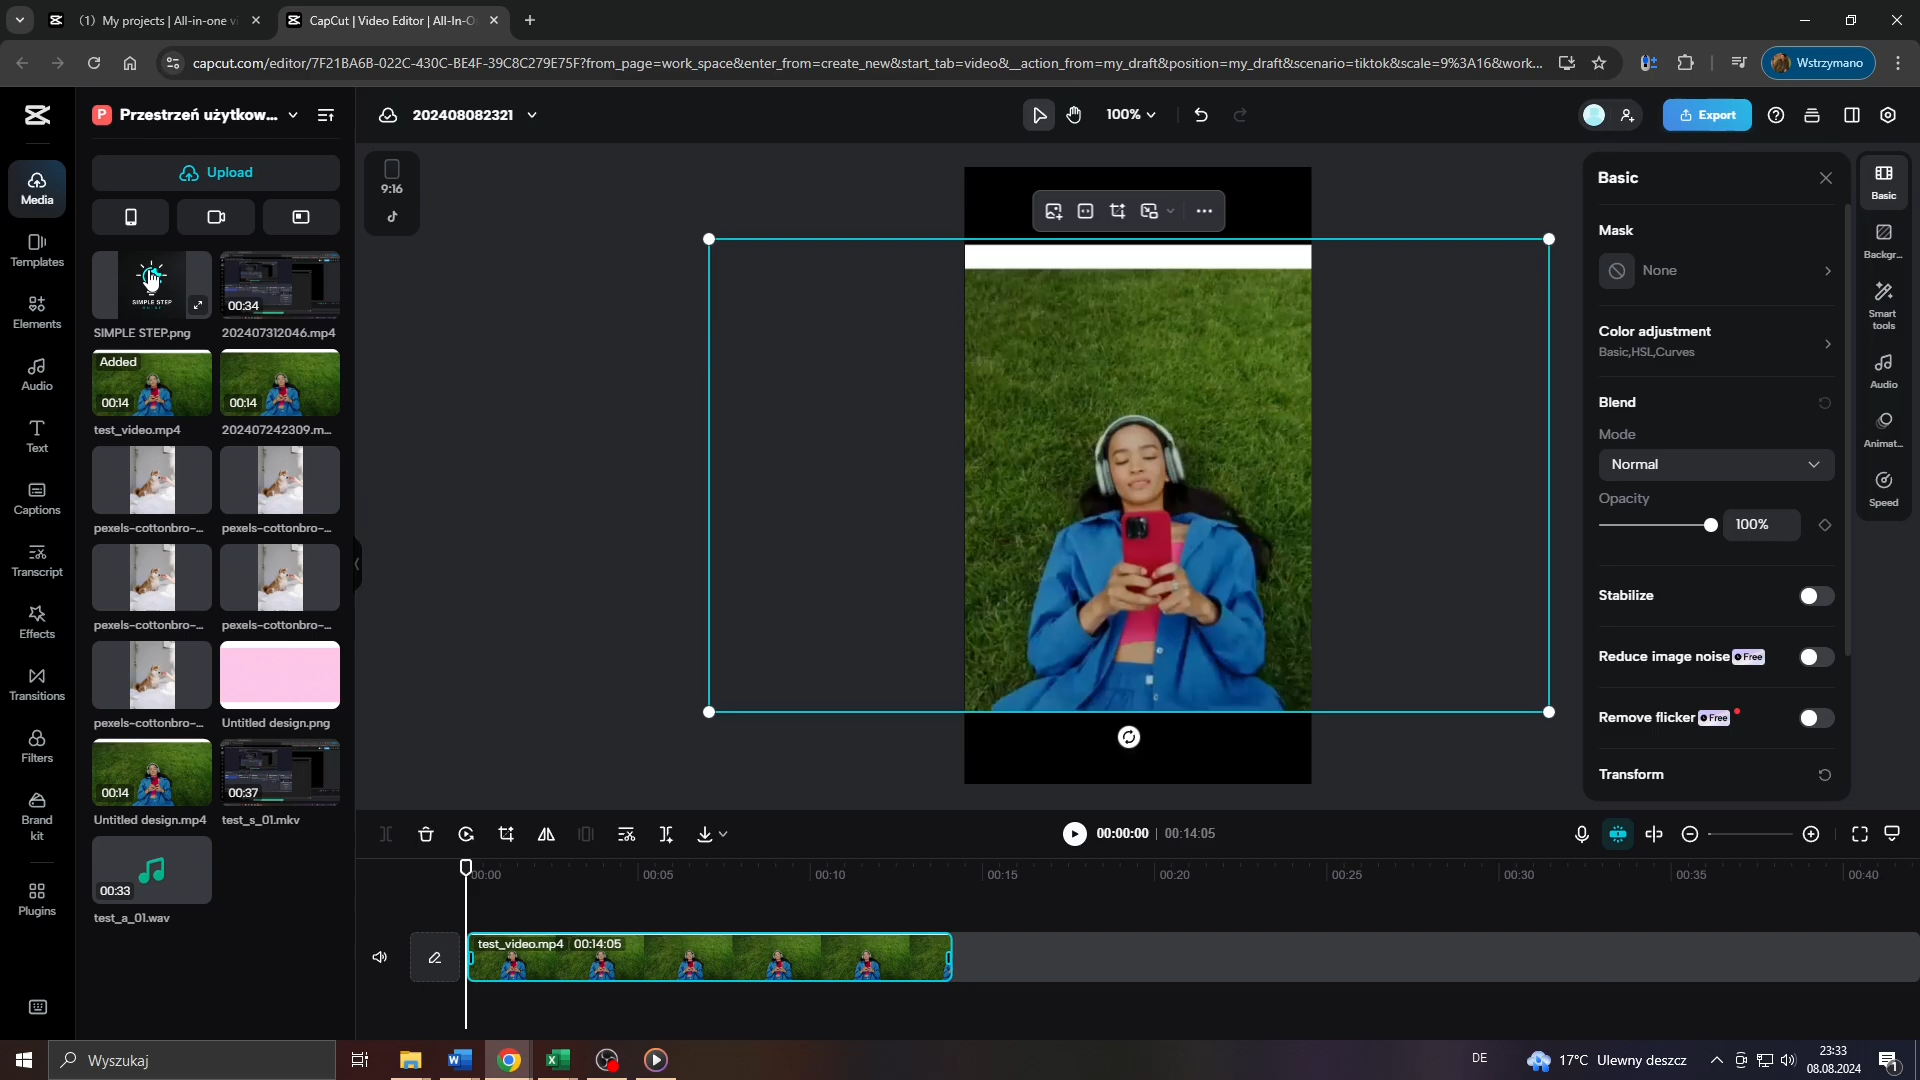 (1) My projects | All-in-one v
CapCut | Video Editor | All-In-O
capcut.com/editor/7F21BA6B-022C-430C-BE4F-39C8C279E75F?from_page=work_space&enter_from=create_new&start_tab=video&__action_from=my_draft&position=my_draft&scenario=tiktok&scale=9%3A16&work...
Wstrzymano
P Przestrzeń użytkow...
202408082321
100%
Export
Upload
9:16
Media
Templates
Elements
Audio
Text
Captions
Transcript
Effects
Transitions
Filters
Brand
kit
Plugins
SIMPLE STEP
00:34
SIMPLE STEP.png
202407312046.mp4
Added
00:14
00:14
test_video.mp4
202407242309.m...
pexels-cottonbro-...
pexels-cottonbro-...
pexels-cottonbro-...
pexels-cottonbro-...
pexels-cottonbro-...
Untitled design.png
00:14
00:37
Untitled design.mp4
test_s_01.mkv
00:33
test_a_01.wav
Basic
Mask
None
Color adjustment
Basic,HSL,Curves
Blend
Mode
Normal
Opacity
100%
Stabilize
Reduce image noise Free
Remove flicker Free
Transform
Basic
Backgr...
Smart
tools
Audio
Animat...
Speed
00:00:00 | 00:14:05
00:00
00:05
00:10
00:15
00:20
00:25
00:30
00:35
00:40
test_video.mp4 00:14:05
Wyszukaj
DE
17°C Ulewny deszcz
23:33
08.08.2024
1